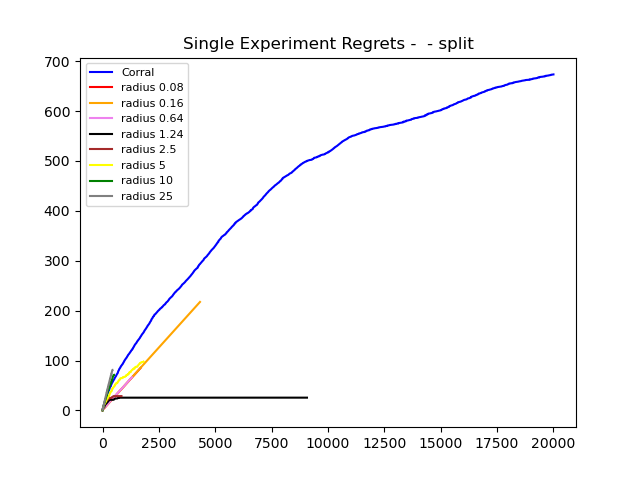 Single Experiment Regrets -  - split
700
600
500
400
300
200
100
0
Corral
radius 0.08
radius 0.16
radius 0.64
radius 1.24
radius 2.5
radius 5
radius 10
radius 25
0 2500 5000 7500 10000 12500 15000 17500 20000